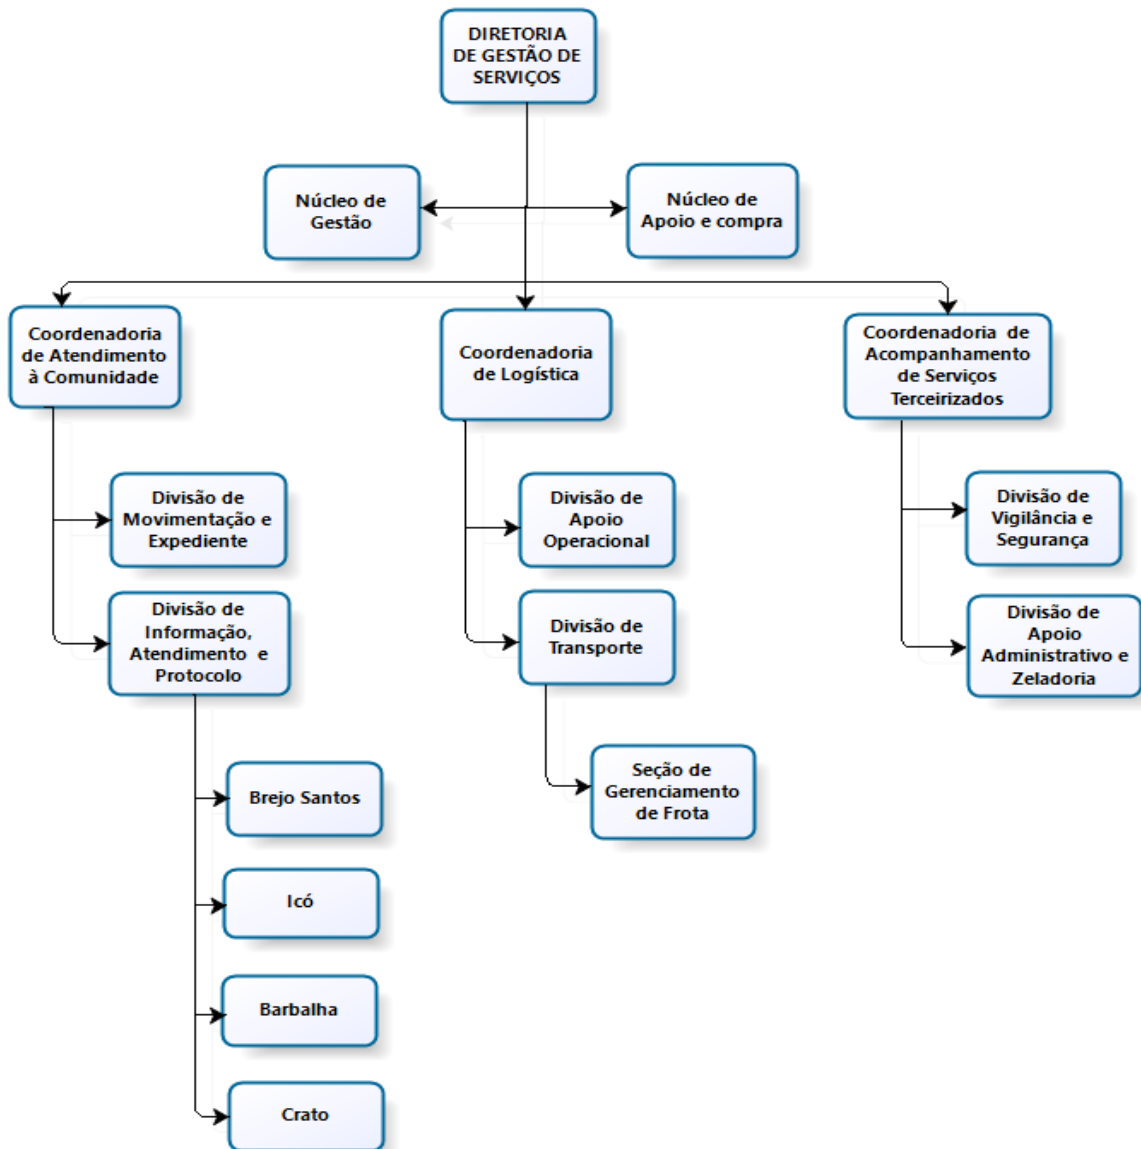 DIRETORIA
DE GESTÃO DE
SERVIÇOS
Núcleo de
Gestão
Núcleo de
Apoio e compra
Coordenadoria
de Atendimento
à Comunidade
Coordenadoria
de Logística
Coordenadoria de
Acompanhamento
de Serviços
Terceirizados
Divisão de
Movimentação e
Expediente
Divisão de
Apoio
Operacional
Divisão de
Vigilância e
Segurança
Divisão de
Informação,
Atendimento e
Protocolo
Divisão de
Transporte
Divisão de
Apoio
Administrativo e
Zeladoria
Brejo Santos
Seção de
Gerenciamento
de Frota
Icó
Barbalha
Crato